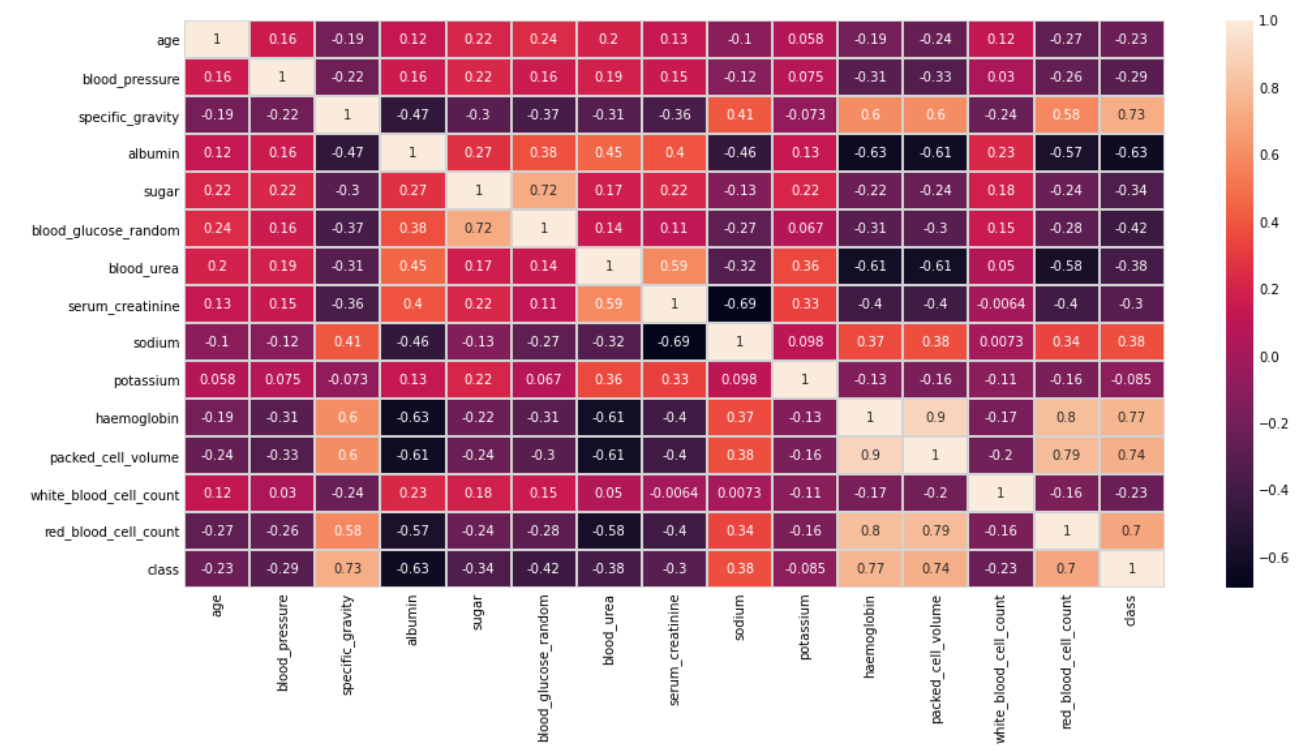 age 1 0.16 -0.19 0.12 0.22 0.24 0.2 0.13 -0.1 0.058 -0.19 -0.24 0.12 -0.27 -0.23
blood_pressure 0.16 1 -0.22 0.16 0.22 0.16 0.19 0.15 -0.12 0.075 -0.31 -0.33 0.03 -0.26 -0.29
specific_gravity -0.19 -0.22 1 -0.47 -0.3 -0.37 -0.31 -0.36 0.41 -0.073 0.6 0.6 -0.24 0.58 0.73
albumin 0.12 0.16 -0.47 1 0.27 0.38 0.45 0.4 -0.46 0.13 -0.63 -0.61 0.23 -0.57 -0.63
sugar 0.22 0.22 -0.3 0.27 1 0.72 0.17 0.22 -0.13 0.22 -0.22 -0.24 0.18 -0.24 -0.34
blood_glucose_random 0.24 0.16 -0.37 0.38 0.72 1 0.14 0.11 -0.27 0.067 -0.31 -0.3 0.15 -0.28 -0.42
blood_urea 0.2 0.19 -0.31 0.45 0.17 0.14 1 0.59 -0.32 0.36 -0.61 -0.61 0.05 -0.58 -0.38
serum_creatinine 0.13 0.15 -0.36 0.4 0.22 0.11 0.59 1 -0.69 0.33 -0.4 -0.4 -0.0064 -0.4 -0.3
sodium -0.1 -0.12 0.41 -0.46 -0.13 -0.27 -0.32 -0.69 1 0.098 0.37 0.38 0.0073 0.34 0.38
potassium 0.058 0.075 -0.073 0.13 0.22 0.067 0.36 0.33 0.098 1 -0.13 -0.16 -0.11 -0.16 -0.085
haemoglobin -0.19 -0.31 0.6 -0.63 -0.22 -0.31 -0.61 -0.4 0.37 -0.13 1 0.9 -0.17 0.8 0.77
packed_cell_volume -0.24 -0.33 0.6 -0.61 -0.24 -0.3 -0.61 -0.4 0.38 -0.16 0.9 1 -0.2 0.79 0.74
white_blood_cell_count 0.12 0.03 -0.24 0.23 0.18 0.15 0.05 -0.0064 0.0073 -0.11 -0.17 -0.2 1 -0.16 -0.23
red_blood_cell_count -0.27 -0.26 0.58 -0.57 -0.24 -0.28 -0.58 -0.4 0.34 -0.16 0.8 0.79 -0.16 1 0.7
class -0.23 -0.29 0.73 -0.63 -0.34 -0.42 -0.38 -0.3 0.38 -0.085 0.77 0.74 -0.23 0.7 1
age
blood_pressure
specific_gravity
albumin
sugar
blood_glucose_random
blood_urea
serum_creatinine
sodium
potassium
haemoglobin
packed_cell_volume
white_blood_cell_count
red_blood_cell_count
class
1.0
0.8
0.6
0.4
0.2
0.0
−0.2
−0.4
−0.6